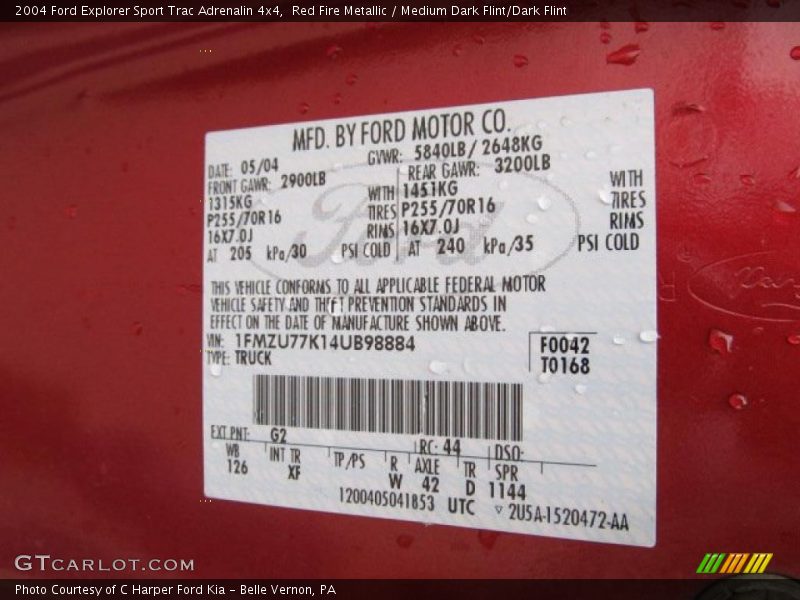 2004 Ford Explorer Sport Trac Adrenalin 4x4,  Red Fire Metallic / Medium Dark Flint/Dark Flint
MFD. BY FORD MOTOR CO.
DATE: 05/04 GVWR: 5840LB / 2648KG
FRONT GAWR: 2900LB REAR GAWR: 3200LB
1315KG WITH 1451KG WITH
P255/70R16 TIRES P255/70R16 TIRES
16X7.0J RIMS 16X7.0J RIMS
AT 205 kPa/30 PSI COLD AT 240 kPa/35 PSI COLD
THIS VEHICLE CONFORMS TO ALL APPLICABLE FEDERAL MOTOR
VEHICLE SAFETY AND THEFT PREVENTION STANDARDS IN
EFFECT ON THE DATE OF MANUFACTURE SHOWN ABOVE.
VIN: 1FMZU77K14UB98884 F0042
TYPE: TRUCK T0168
EXT PNT: G2 RC: 44 DSO:
WB INT TR TP/PS R AXLE TR SPR
126 XF W 42 D 1144
1200405041853 UTC ▽ 2U5A-1520472-AA
Ford
GTCARLOT.COM
Photo Courtesy of C Harper Ford Kia – Belle Vernon, PA